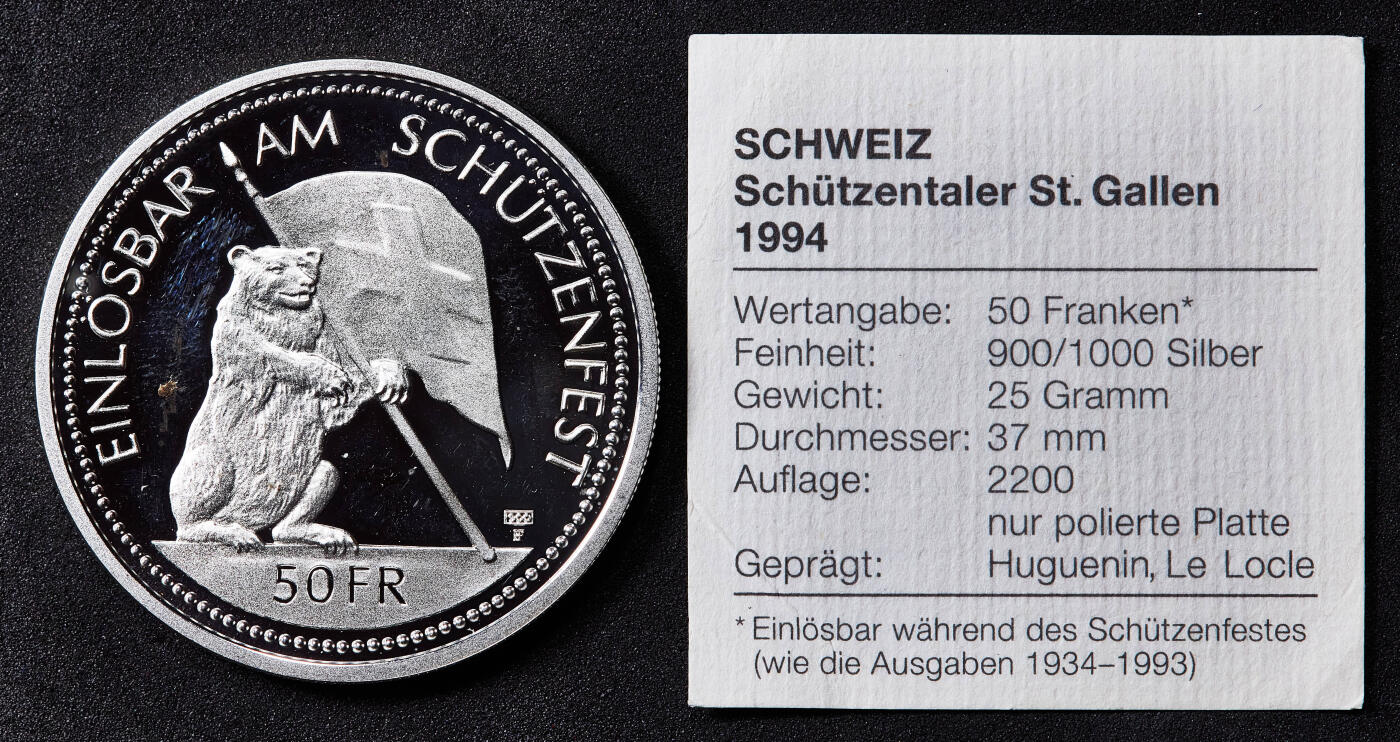 EINLÖSBAR AM SCHÜTZENFEST
50 FR
F
SCHWEIZ
Schützentaler St. Gallen
1994
Wertangabe: 50 Franken*
Feinheit: 900/1000 Silber
Gewicht: 25 Gramm
Durchmesser: 37 mm
Auflage: 2200
nur polierte Platte
Geprägt: Huguenin, Le Locle
* Einlösbar während des Schützenfestes
(wie die Ausgaben 1934–1993)